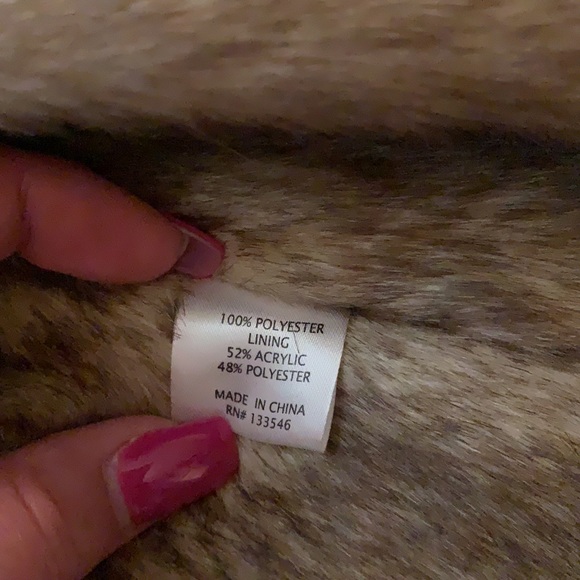 100% POLYESTER
LINING
52% ACRYLIC
48% POLYESTER
MADE IN CHINA
RN# 133546